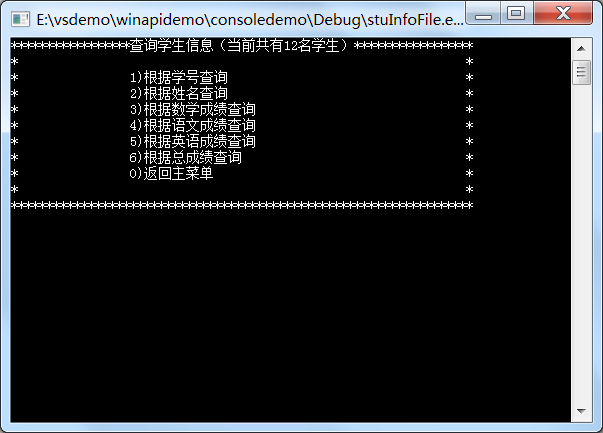 E:\vsdemo\winapidemo\consoledemo\Debug\stuInfoFile.e...
*****************查询学生信息（当前共有12名学生）*****************
* *
* 1)根据学号查询 *
* 2)根据姓名查询 *
* 3)根据数学成绩查询 *
* 4)根据语文成绩查询 *
* 5)根据英语成绩查询 *
* 6)根据总成绩查询 *
* 0)返回主菜单 *
* *
******************************************************************